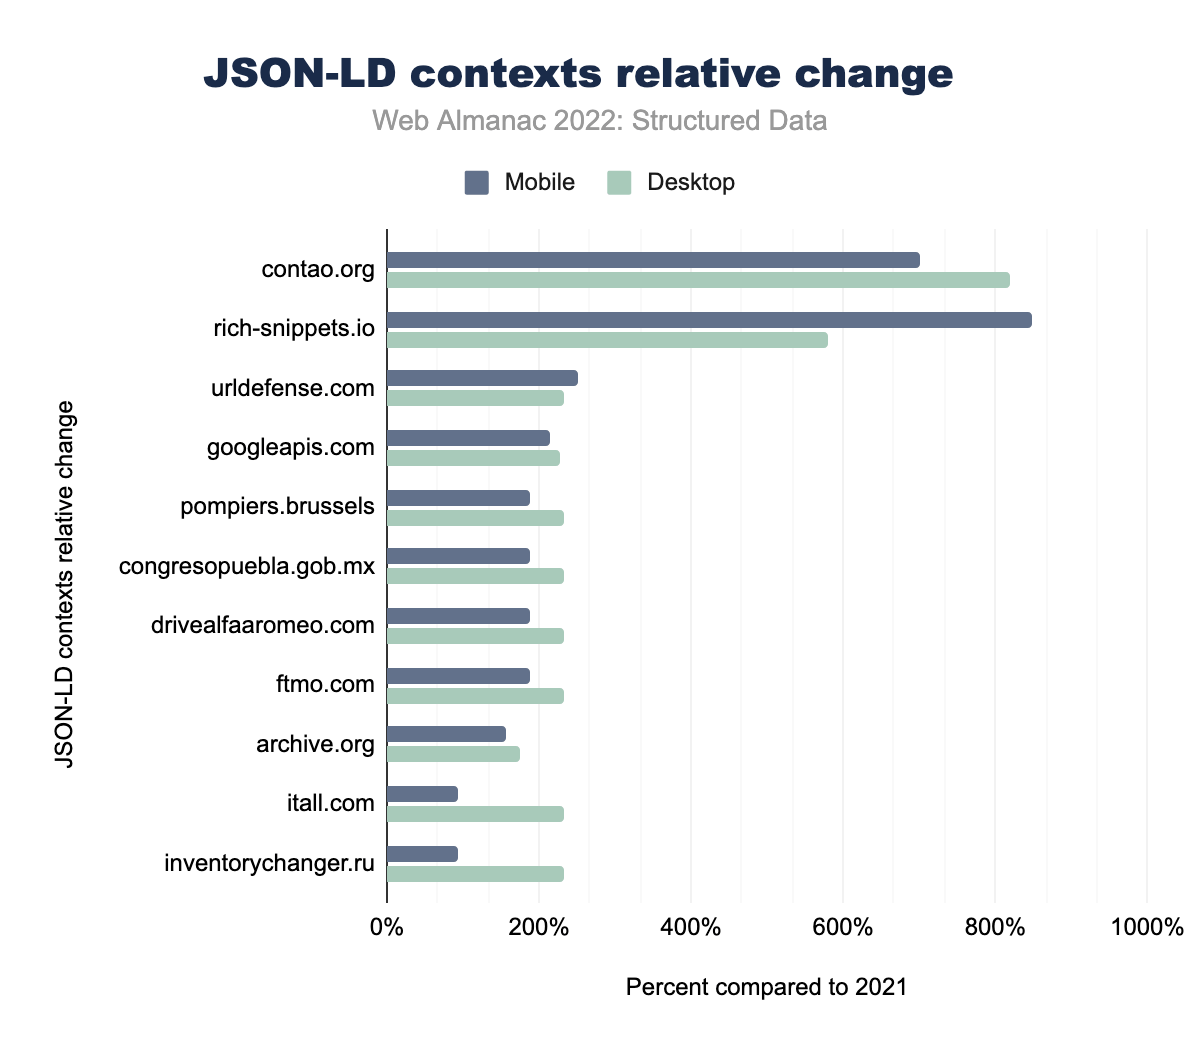 JSON-LD contexts relative change
Web Almanac 2022: Structured Data
Mobile
Desktop
JSON-LD contexts relative change
contao.org
rich-snippets.io
urldefense.com
googleapis.com
pompiers.brussels
congresopuebla.gob.mx
drivealfaaromeo.com
ftmo.com
archive.org
itall.com
inventorychanger.ru
0% 200% 400% 600% 800% 1000%
Percent compared to 2021